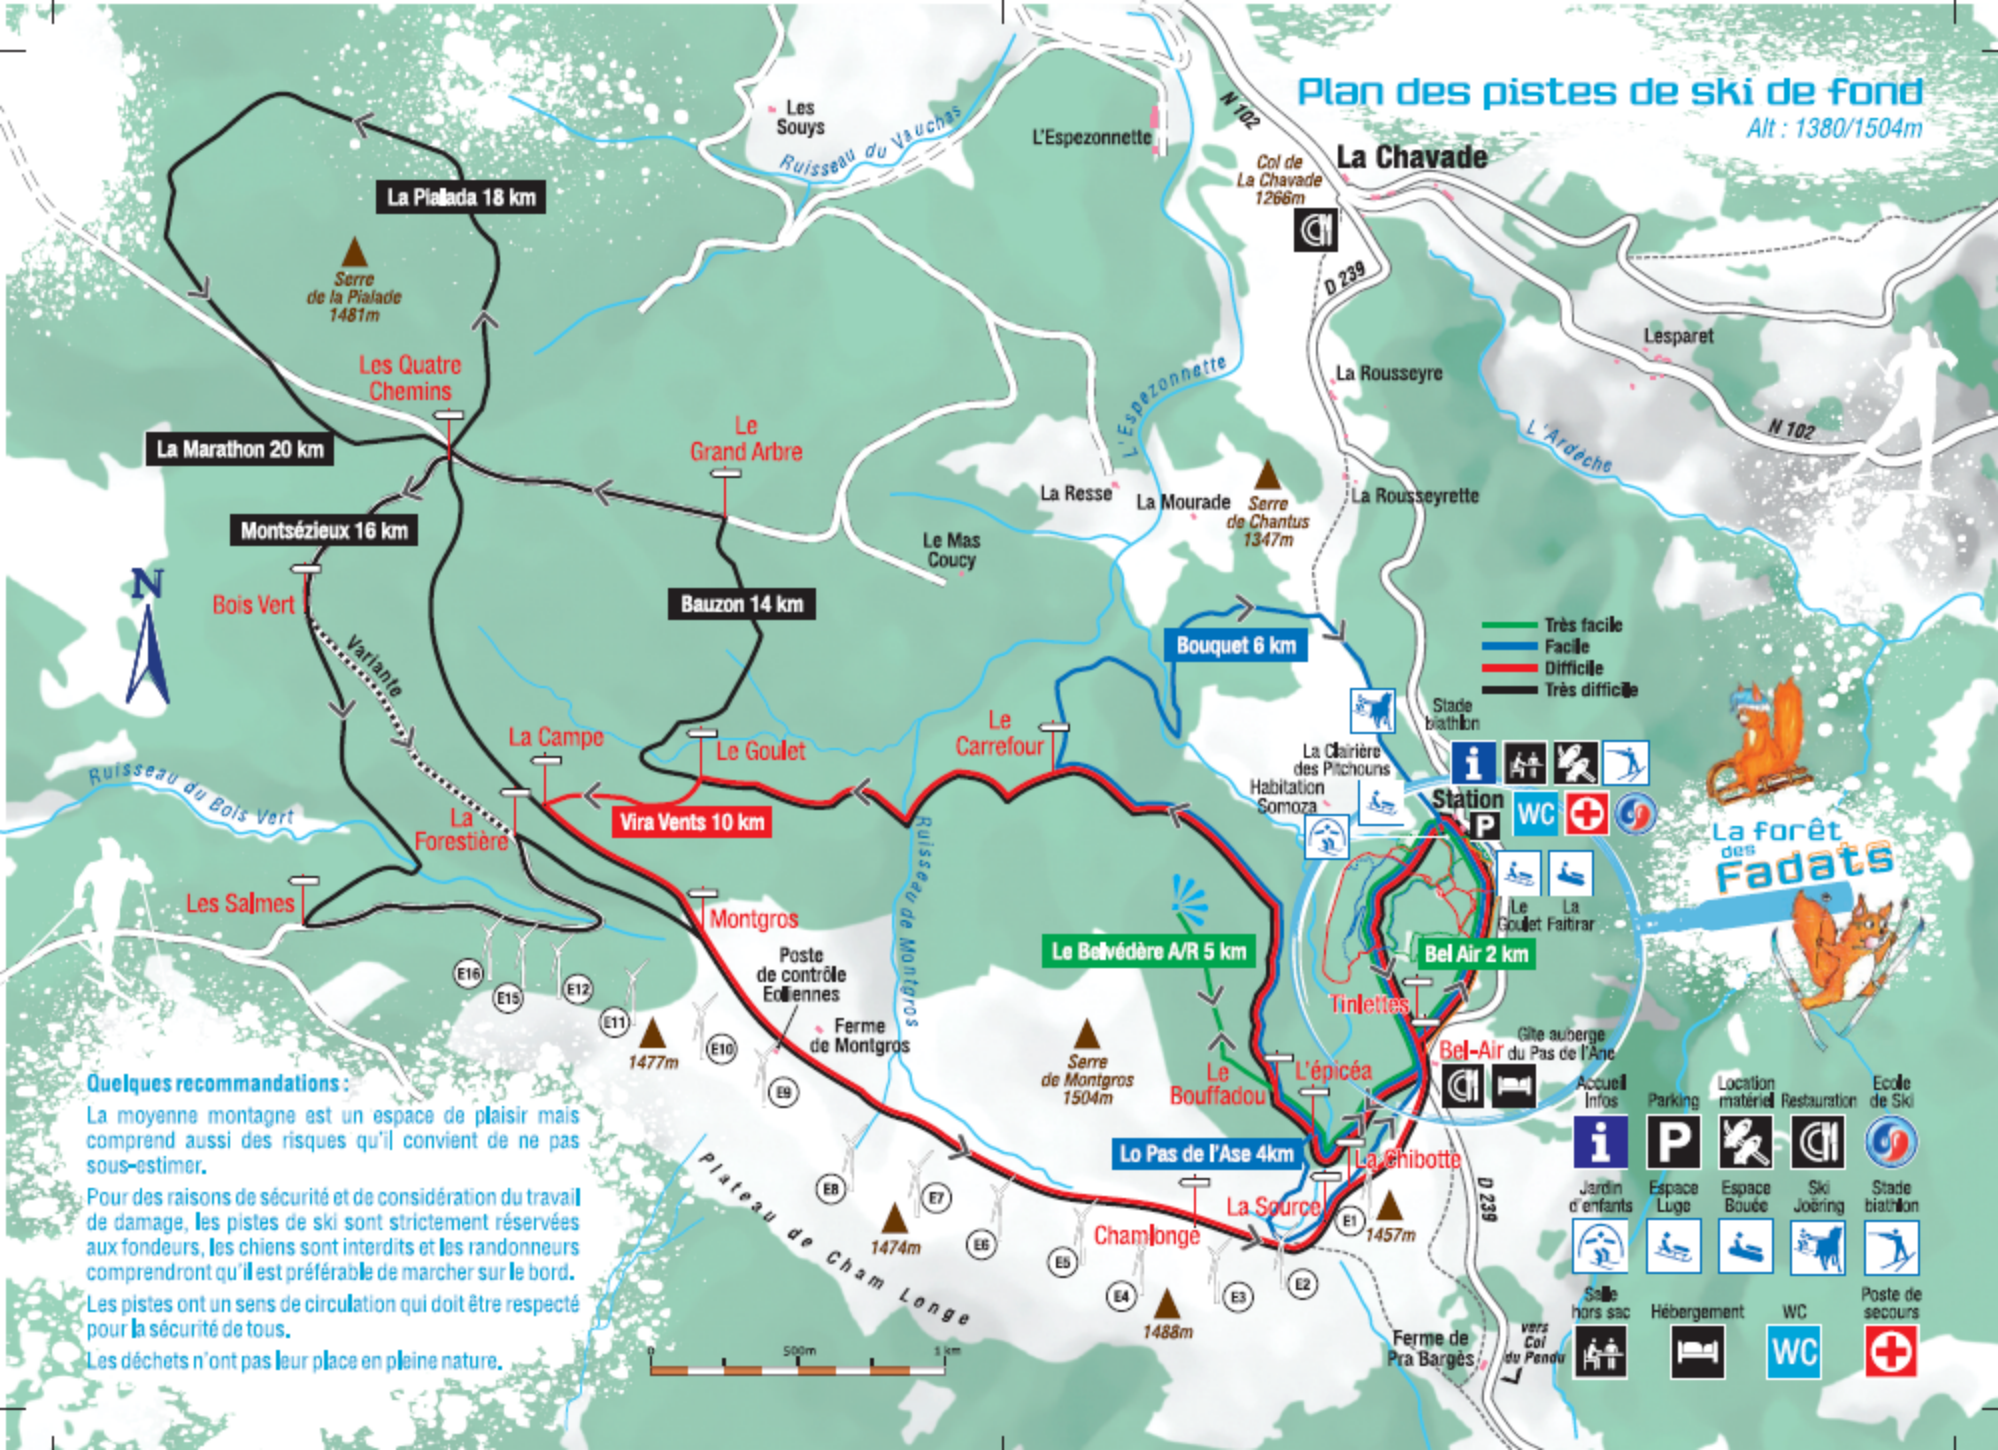 Plan des pistes de ski de fond
Alt : 1380/1504m
Les
Souys
Ruisseau du Vauchas
L'Espezonnette
N 102
Col de
La Chavade
1266m
La Chavade
D 239
La Pialada 18 km
Serre
de la Pialade
1481m
Les Quatre
Chemins
La Marathon 20 km
Le
Grand Arbre
Montsézieux 16 km
Bois Vert
N
Variante
Bauzon 14 km
Le Mas
Coucy
La Resse
La Mourade
L'Espezonnette
Serre
de Chantus
1347m
La Rousseyre
La Rousseyrette
Lesparet
N 102
L'Ardèche
Bouquet 6 km
Très facile
Facile
Difficile
Très difficile
Stade
biathlon
La Clairière
des Pitchouns
Habitation
Somoza
Station
P
WC
Le
Goulet
La
Faitirar
La forêt
des
Fadats
La Campe
Le Goulet
Le
Carrefour
Vira Vents 10 km
La
Forestière
Ruisseau du Bois Vert
Les Salmes
Montgros
Ruisseau de Montgros
Poste
de contrôle
Eoliennes
Ferme
de Montgros
Le Belvédère A/R 5 km
Bel Air 2 km
Tinlettes
Gîte auberge
du Pas de l'Ane
Bel-Air
L'épicéa
Le
Bouffadou
Serre
de Montgros
1504m
Lo Pas de l'Ase 4km
La Chibotte
La Source
Chamlonge
E16
E15
E12
E11
E10
E9
E8
E7
E6
E5
E4
E3
E2
E1
1477m
1474m
1488m
1457m
Plateau de Cham Longe
D 239
Ferme de
Pra Bargès
vers
Col
du Pendu
0 500m 1 km
Quelques recommandations :
La moyenne montagne est un espace de plaisir mais
comprend aussi des risques qu'il convient de ne pas
sous-estimer.
Pour des raisons de sécurité et de considération du travail
de damage, les pistes de ski sont strictement réservées
aux fondeurs, les chiens sont interdits et les randonneurs
comprendront qu'il est préférable de marcher sur le bord.
Les pistes ont un sens de circulation qui doit être respecté
pour la sécurité de tous.
Les déchets n'ont pas leur place en pleine nature.
Accueil
Infos
Parking
Location
matériel
Restauration
Ecole
de Ski
i
P
Jardin
d'enfants
Espace
Luge
Espace
Bouée
Ski
Joëring
Stade
biathlon
Salle
hors sac
Hébergement
WC
Poste de
secours
WC